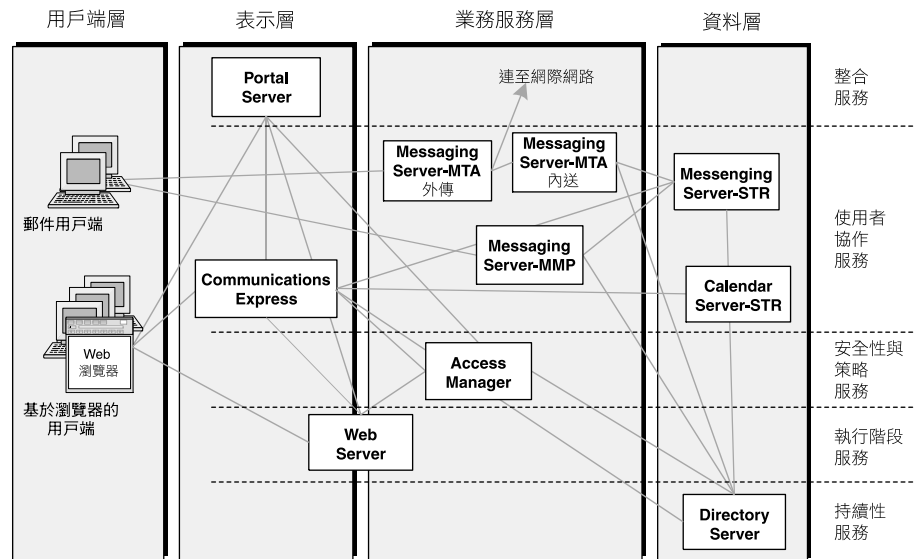 用戶端層
表示層
業務服務層
資料層
Portal
Server
連至網際網路
整合
服務
Messaging
Server-MTA
外傳
Messaging
Server-MTA
內送
Messenging
Server-STR
郵件用戶端
使用者
協作
服務
Messaging
Server-MMP
Communications
Express
Calendar
Server-STR
Web
瀏覽器
基於瀏覽器的
用戶端
Access
Manager
安全性與
策略
服務
Web
Server
執行階段
服務
Directory
Server
持續性
服務